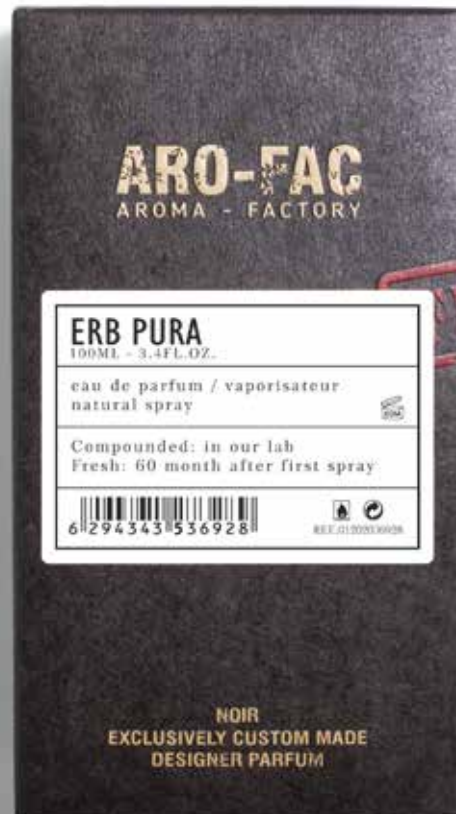 ARO-FAC
AROMA - FACTORY
ERB PURA
100ML - 3.4FL.OZ.
eau de parfum / vaporisateur
natural spray
60M
Compounded: in our lab
Fresh: 60 month after first spray
6 294343 536928
NOIR
EXCLUSIVELY CUSTOM MADE
DESIGNER PARFUM